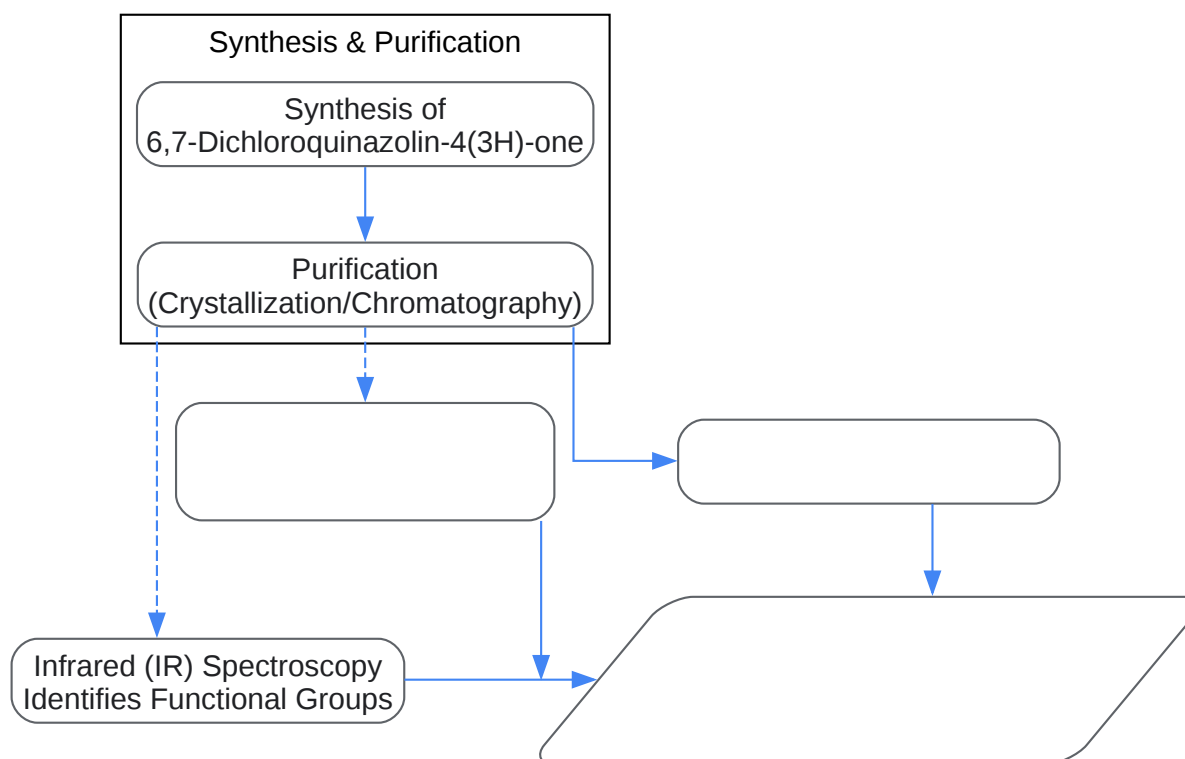 Synthesis & Purification
Synthesis of
6,7-Dichloroquinazolin-4(3H)-one
Purification
(Crystallization/Chromatography)
Infrared (IR) Spectroscopy
Identifies Functional Groups